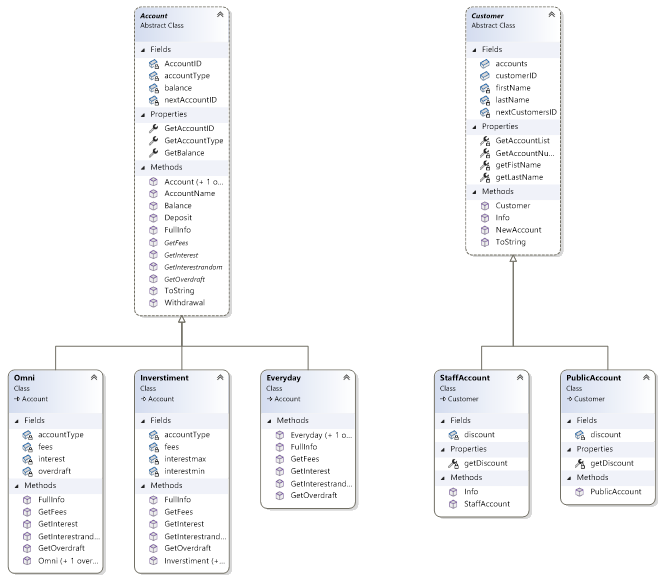 Account
Abstract Class
Fields
AccountID
accountType
balance
nextAccountID
Properties
GetAccountID
GetAccountType
GetBalance
Methods
Account (+ 1 o...
AccountName
Balance
Deposit
FullInfo
GetFees
GetInterest
GetInterestrandom
GetOverdraft
ToString
Withdrawal
Customer
Abstract Class
Fields
accounts
customerID
firstName
lastName
nextCustomersID
Properties
GetAccountList
GetAccountNu...
getFistName
getLastName
Methods
Customer
Info
NewAccount
ToString
Omni
Class
Account
Fields
accountType
fees
interest
overdraft
Methods
FullInfo
GetFees
GetInterest
GetInterestrand...
GetOverdraft
Omni (+ 1 over...
Inverstiment
Class
Account
Fields
accountType
fees
interestmax
interestmin
Methods
FullInfo
GetFees
GetInterest
GetInterestrand...
GetOverdraft
Inverstiment (+...
Everyday
Class
Account
Methods
Everyday (+ 1 o...
FullInfo
GetFees
GetInterest
GetInterestrand...
GetOverdraft
StaffAccount
Class
Customer
Fields
discount
Properties
getDiscount
Methods
Info
StaffAccount
PublicAccount
Class
Customer
Fields
discount
Properties
getDiscount
Methods
PublicAccount